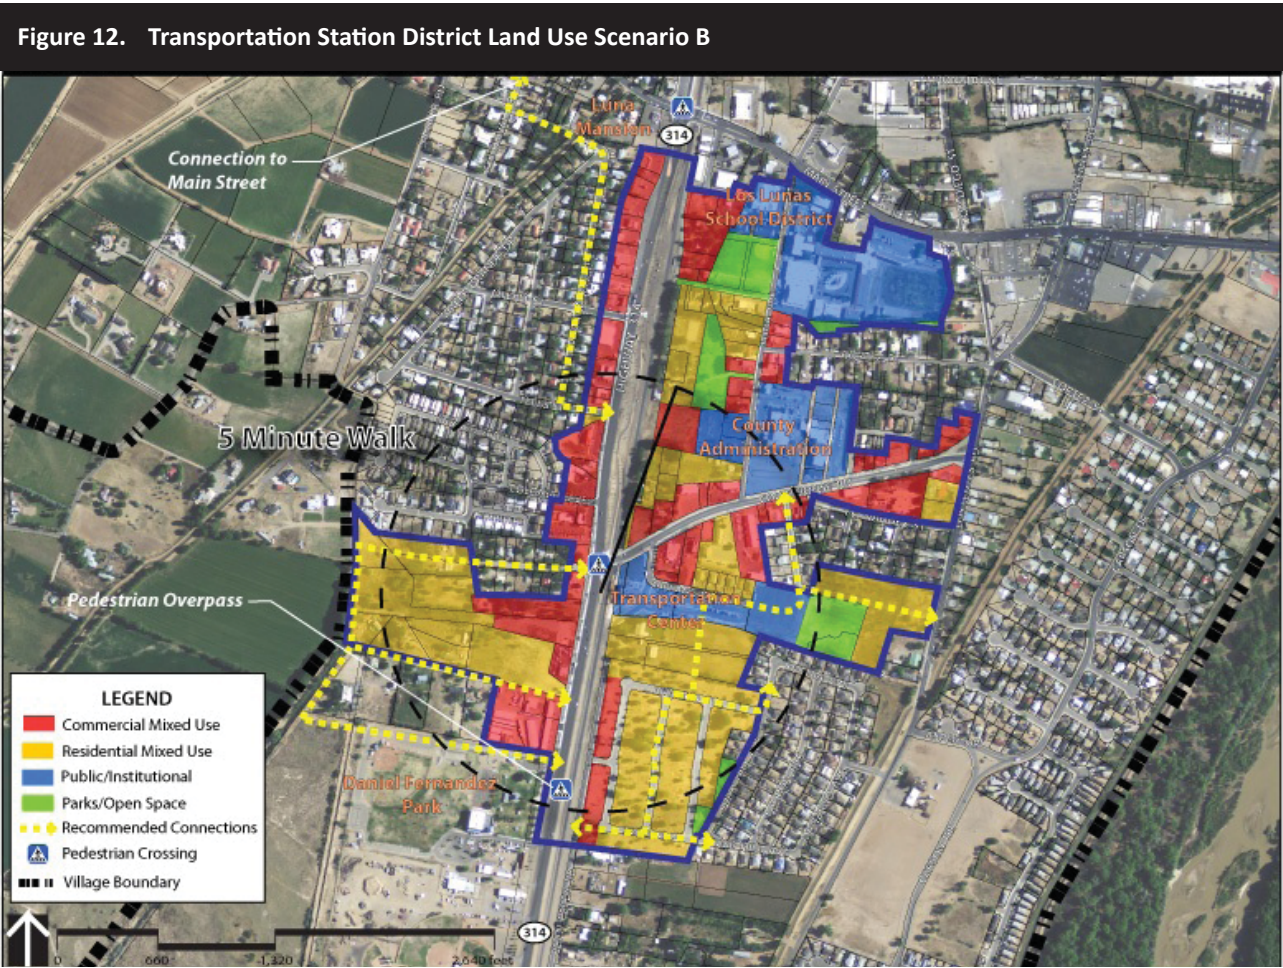 Figure 12. Transportation Station District Land Use Scenario B
Luna
Mansion
314
Connection to
Main Street
Los Lunas
School District
5 Minute Walk
County
Administration
Pedestrian Overpass
Transportation
Center
LEGEND
Commercial Mixed Use
Residential Mixed Use
Public/Institutional
Parks/Open Space
Recommended Connections
Pedestrian Crossing
Village Boundary
Daniel Fernandez
Park
314
0 660 1,320 2,640 feet